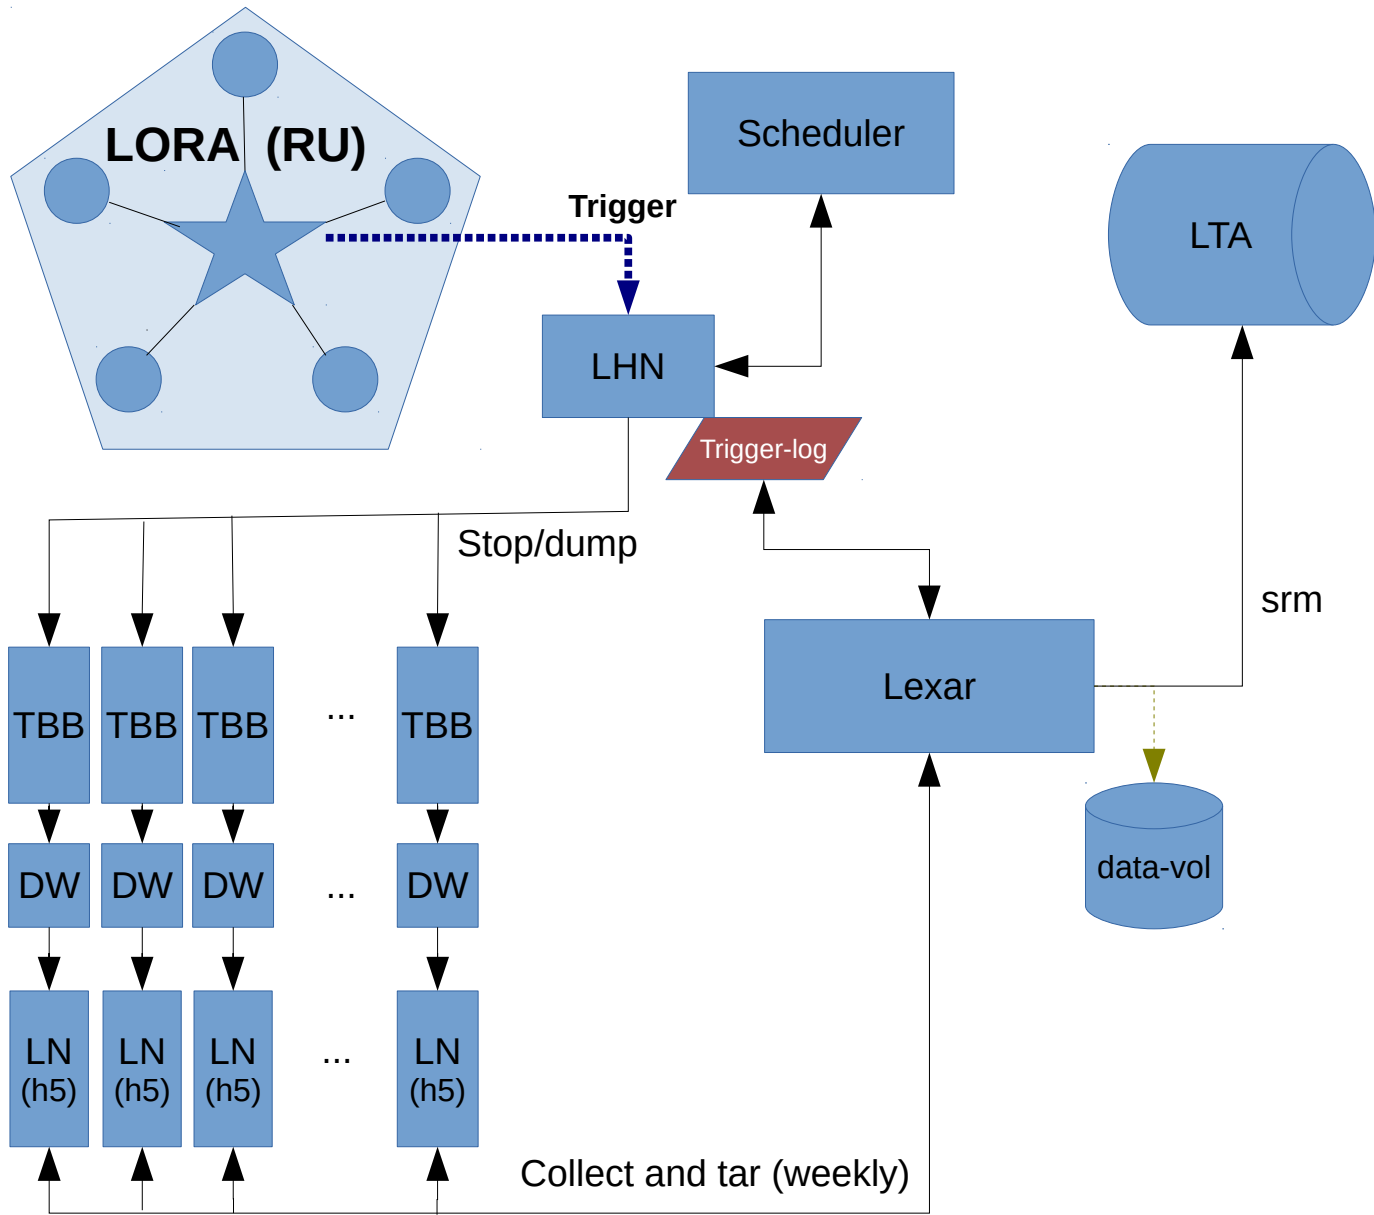 LORA (RU)
Scheduler
Trigger
LTA
LHN
Trigger-log
Stop/dump
srm
Lexar
TBB TBB TBB ... TBB
data-vol
DW DW DW ... DW
LN LN LN ... LN
(h5) (h5) (h5) (h5)
Collect and tar (weekly)